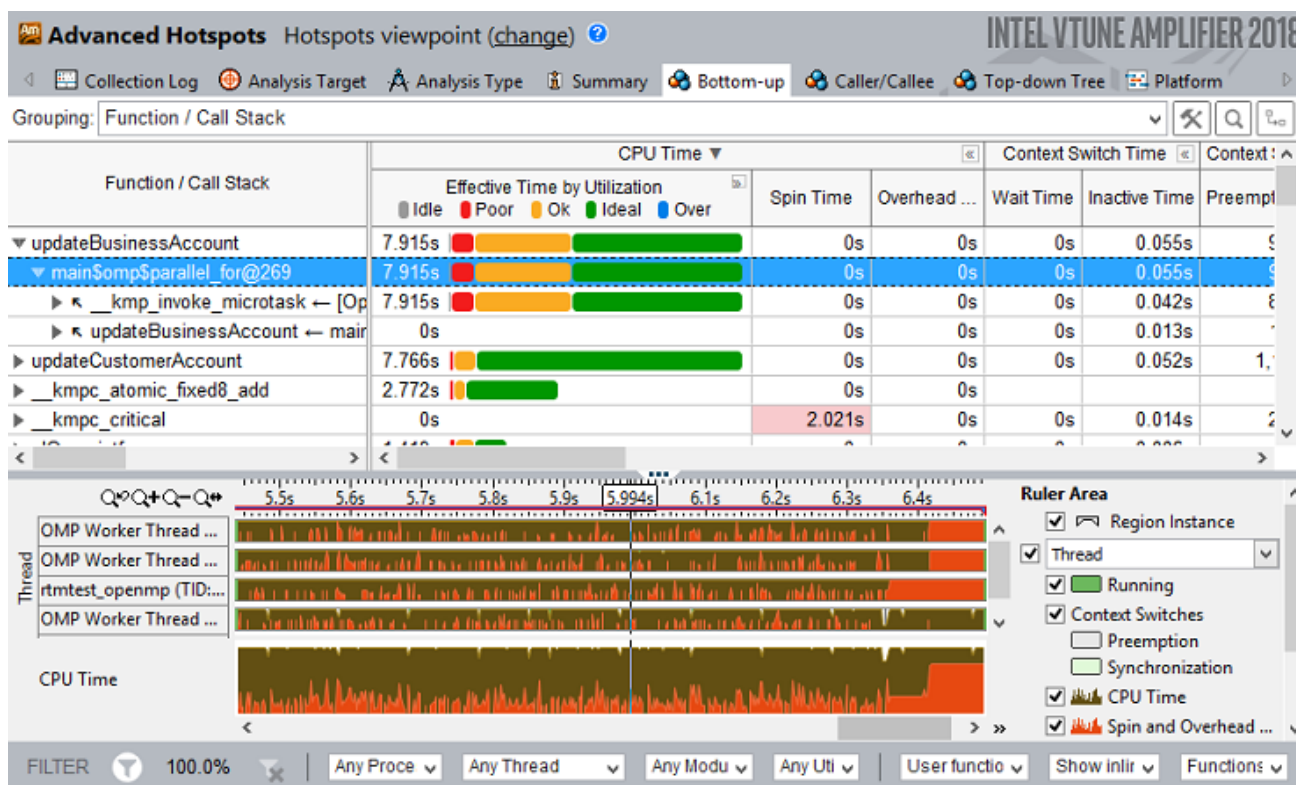 Advanced Hotspots Hotspots viewpoint (change) ? INTEL VTUNE AMPLIFIER 2018
Collection Log Analysis Target Analysis Type Summary Bottom-up Caller/Callee Top-down Tree Platform
Grouping: Function / Call Stack
Function / Call Stack
CPU Time ▼ Context Switch Time Context
Effective Time by Utilization
Idle Poor Ok Ideal Over
Spin Time Overhead ... Wait Time Inactive Time Preempt
updateBusinessAccount 7.915s 0s 0s 0s 0.055s
main$omp$parallel_for@269 7.915s 0s 0s 0s 0.055s
__kmp_invoke_microtask ← [Op 7.915s 0s 0s 0s 0.042s
updateBusinessAccount ← main 0s 0s 0s 0s 0.013s
updateCustomerAccount 7.766s 0s 0s 0s 0.052s 1,
__kmpc_atomic_fixed8_add 2.772s 0s 0s
__kmpc_critical 0s 2.021s 0s 0s 0.014s 2
5.5s 5.6s 5.7s 5.8s 5.9s 5.994s 6.1s 6.2s 6.3s 6.4s
Thread
OMP Worker Thread ...
OMP Worker Thread ...
rtmtest_openmp (TID:...
OMP Worker Thread ...
CPU Time
Ruler Area
Region Instance
Thread
Running
Context Switches
Preemption
Synchronization
CPU Time
Spin and Overhead ...
FILTER 100.0% Any Proce Any Thread Any Modu Any Uti User functio Show inlir Functions